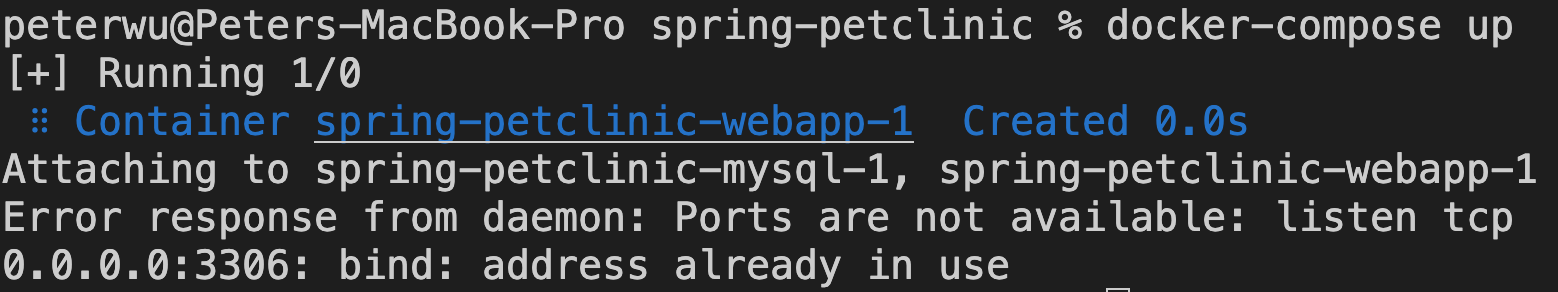 peterwu@Peters-MacBook-Pro spring-petclinic % docker-compose up
[+] Running 1/0
⠿ Container spring-petclinic-webapp-1  Created 0.0s
Attaching to spring-petclinic-mysql-1, spring-petclinic-webapp-1
Error response from daemon: Ports are not available: listen tcp
0.0.0.0:3306: bind: address already in use